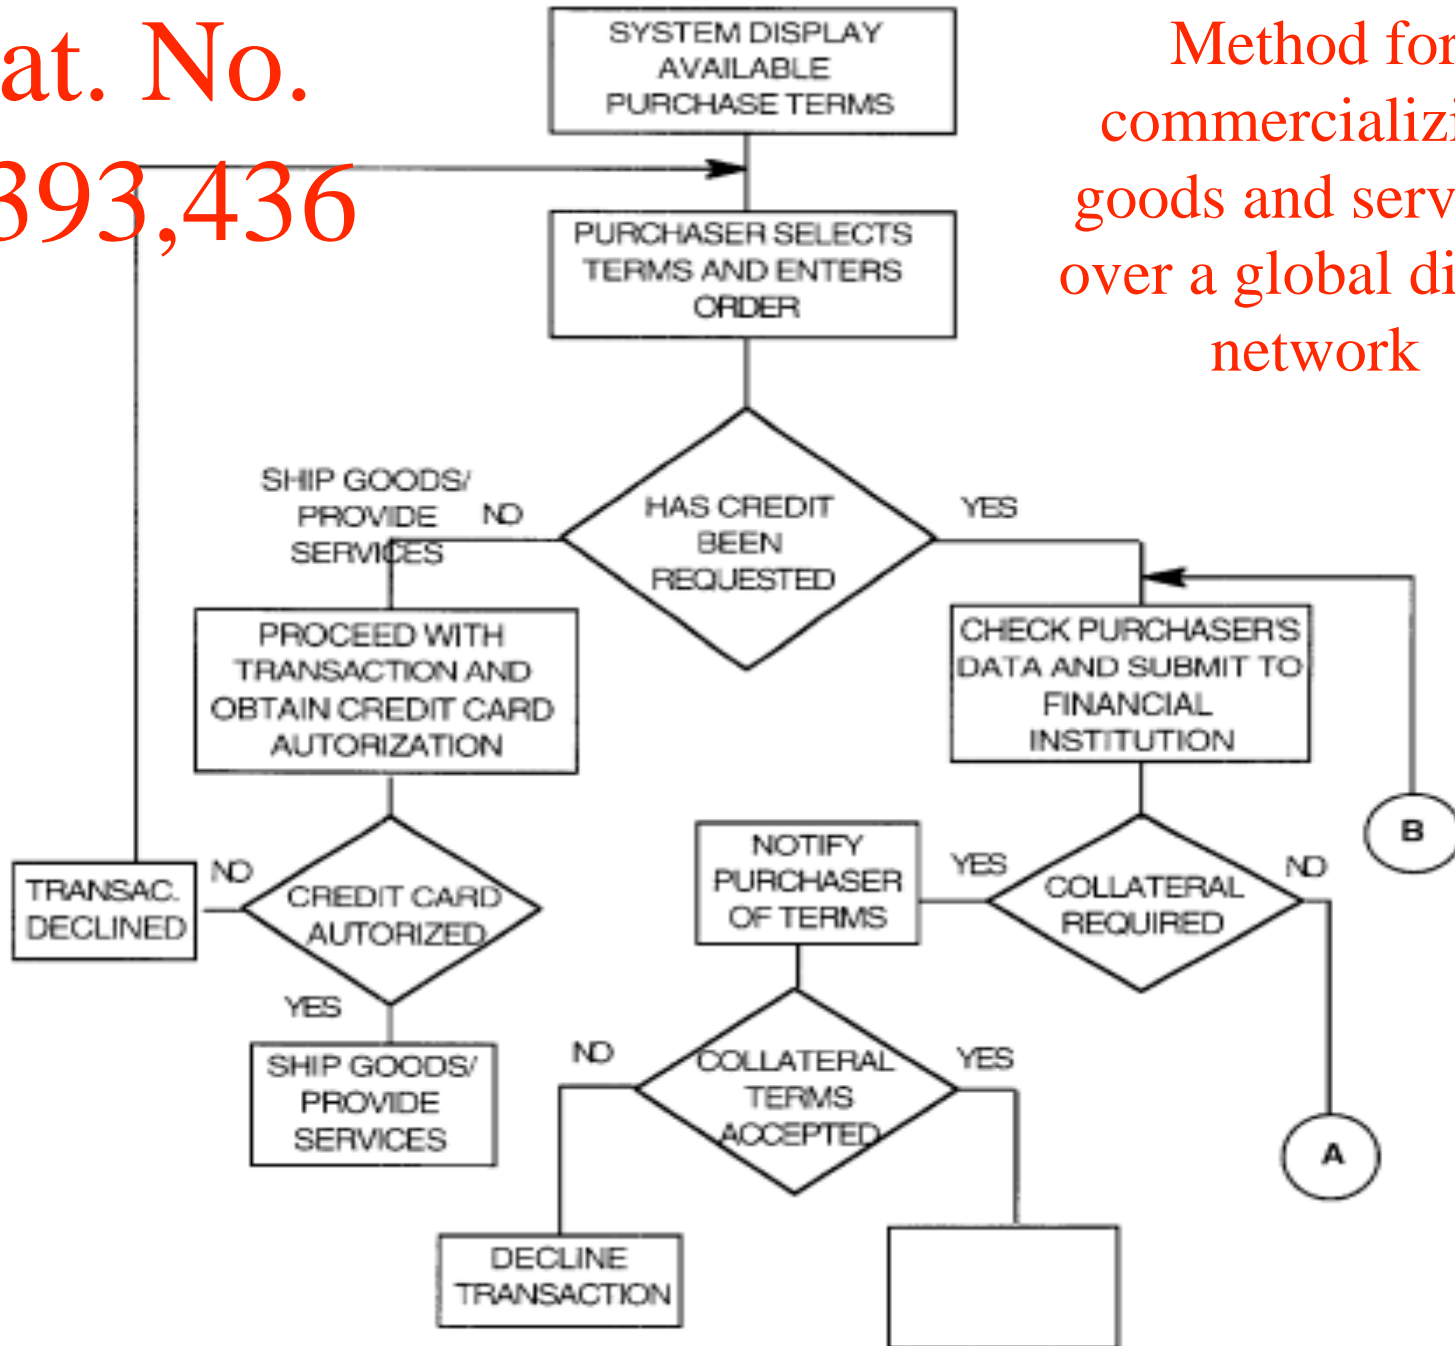 at. No.
393,436
Method for
commercializi
goods and serv
over a global di
network
SYSTEM DISPLAY
AVAILABLE
PURCHASE TERMS
PURCHASER SELECTS
TERMS AND ENTERS
ORDER
HAS CREDIT
BEEN
REQUESTED
NO
YES
SHIP GOODS/
PROVIDE
SERVICES
PROCEED WITH
TRANSACTION AND
OBTAIN CREDIT CARD
AUTORIZATION
CHECK PURCHASER'S
DATA AND SUBMIT TO
FINANCIAL
INSTITUTION
B
TRANSAC.
DECLINED
NO
CREDIT CARD
AUTORIZED
YES
SHIP GOODS/
PROVIDE
SERVICES
NOTIFY
PURCHASER
OF TERMS
YES
COLLATERAL
REQUIRED
NO
A
NO
COLLATERAL
TERMS
ACCEPTED
YES
DECLINE
TRANSACTION